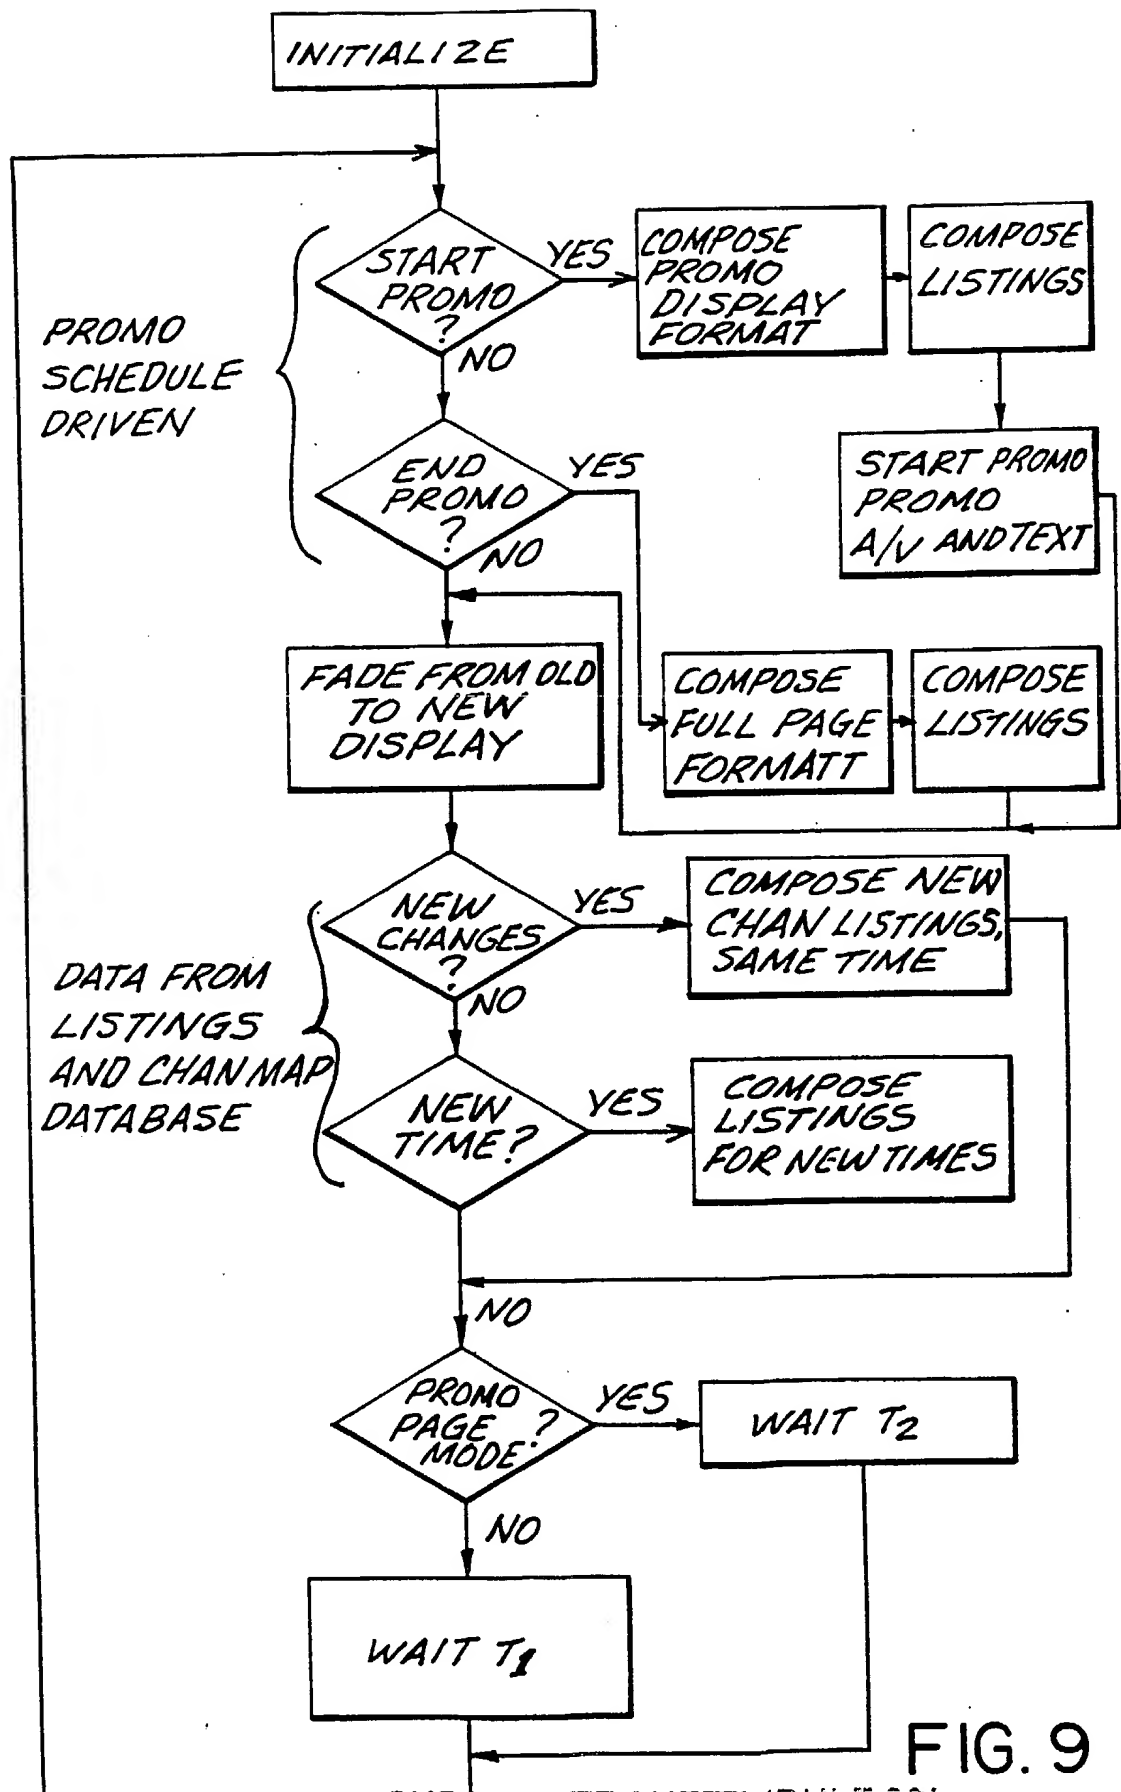 INITIALIZE
START
PROMO
?
YES
NO
COMPOSE
PROMO
DISPLAY
FORMAT
COMPOSE
LISTINGS
PROMO
SCHEDULE
DRIVEN
END
PROMO
?
YES
NO
START PROMO
PROMO
A/V AND TEXT
FADE FROM OLD
TO NEW
DISPLAY
COMPOSE
FULL PAGE
FORMATT
COMPOSE
LISTINGS
NEW
CHANGES
?
YES
NO
COMPOSE NEW
CHAN LISTINGS,
SAME TIME
DATA FROM
LISTINGS
AND CHAN MAP
DATABASE
NEW
TIME?
YES
COMPOSE
LISTINGS
FOR NEW TIMES
NO
PROMO
PAGE ?
MODE
YES
WAIT T2
NO
WAIT T1
FIG. 9